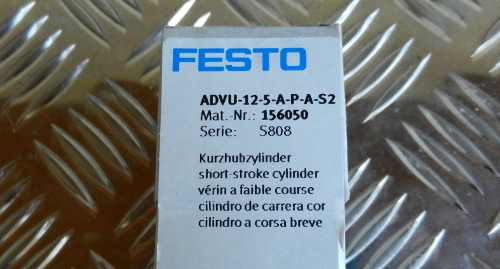 FESTO
ADVU-12-5-A-P-A-S2
Mat.-Nr.: 156050
Serie: S808
Kurzhubzylinder
short-stroke cylinder
vérin a faible course
cilindro de carrera cor
cilindro a corsa breve